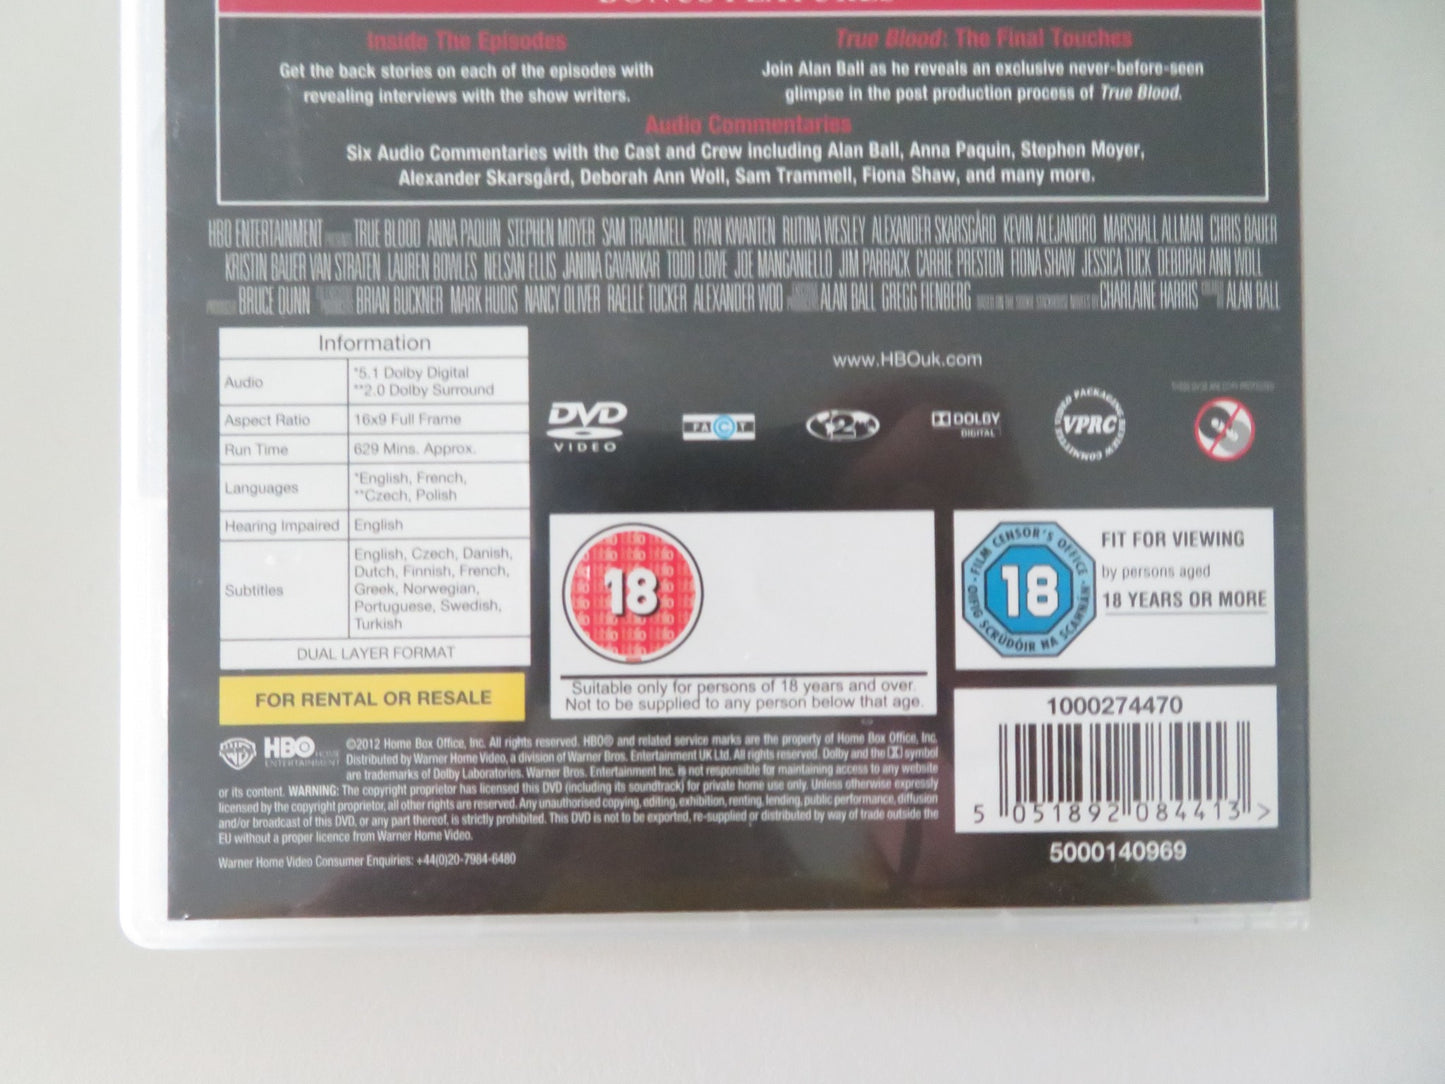 BONUS FEATURES
Inside The Episodes
Get the back stories on each of the episodes with
revealing interviews with the show writers.
True Blood: The Final Touches
Join Alan Ball as he reveals an exclusive never-before-seen
glimpse in the post production process of True Blood.
Audio Commentaries
Six Audio Commentaries with the Cast and Crew including Alan Ball, Anna Paquin, Stephen Moyer,
Alexander Skarsgård, Deborah Ann Woll, Sam Trammell, Fiona Shaw, and many more.
HBO ENTERTAINMENT PRESENTS TRUE BLOOD ANNA PAQUIN STEPHEN MOYER SAM TRAMMELL RYAN KWANTEN RUTINA WESLEY ALEXANDER SKARSGÅRD KEVIN ALEJANDRO MARSHALL ALLMAN CHRIS BAUER
KRISTIN BAUER VAN STRATEN LAUREN BOWLES NELSAN ELLIS JANINA GAVANKAR TODD LOWE JOE MANGANIELLO JIM PARRACK CARRIE PRESTON FIONA SHAW JESSICA TUCK DEBORAH ANN WOLL
BRUCE DUNN BRIAN BUCKNER MARK HUDIS NANCY OLIVER RAELLE TUCKER ALEXANDER WOO ALAN BALL GREGG FIENBERG CHARLAINE HARRIS ALAN BALL
Information
Audio
*5.1 Dolby Digital
**2.0 Dolby Surround
Aspect Ratio
16x9 Full Frame
Run Time
629 Mins. Approx.
Languages
*English, French,
**Czech, Polish
Hearing Impaired
English
Subtitles
English, Czech, Danish,
Dutch, Finnish, French,
Greek, Norwegian,
Portuguese, Swedish,
Turkish
DUAL LAYER FORMAT
FOR RENTAL OR RESALE
www.HBOuk.com
DVD
VIDEO
FACT
2
DOLBY
DIGITAL
VIDEO PACKAGING REVIEW COMMITTEE
VPRC
THESE DVDS ARE COPY PROTECTED
18
Suitable only for persons of 18 years and over.
Not to be supplied to any person below that age.
FILM CENSOR'S OFFICE
OIFIG SCRÚDÓIR NA SCANNÁN
18
FIT FOR VIEWING
by persons aged
18 YEARS OR MORE
1000274470
5 051892 084413 >
5000140969
WB
HBO
HOME
ENTERTAINMENT
©2012 Home Box Office, Inc. All rights reserved. HBO® and related service marks are the property of Home Box Office, Inc.
Distributed by Warner Home Video, a division of Warner Bros. Entertainment UK Ltd. All rights reserved. Dolby and the symbol
are trademarks of Dolby Laboratories. Warner Bros. Entertainment Inc. is not responsible for maintaining access to any website
or its content. WARNING: The copyright proprietor has licensed this DVD (including its soundtrack) for private home use only. Unless otherwise expressly
licensed by the copyright proprietor, all other rights are reserved. Any unauthorised copying, editing, exhibition, renting, lending, public performance, diffusion
and/or broadcast of this DVD, or any part thereof, is strictly prohibited. This DVD is not to be exported, re-supplied or distributed by way of trade outside the
EU without a proper licence from Warner Home Video.
Warner Home Video Consumer Enquiries: +44(0)20-7984-6480